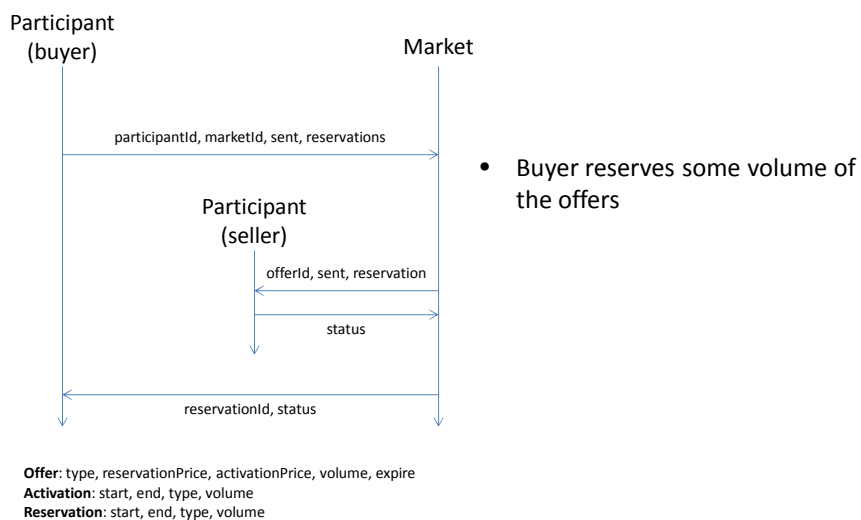 Participant
(buyer)
Market
participantId, marketId, sent, reservations
• Buyer reserves some volume of
the offers
Participant
(seller)
offerId, sent, reservation
status
reservationId, status
Offer: type, reservationPrice, activationPrice, volume, expire
Activation: start, end, type, volume
Reservation: start, end, type, volume